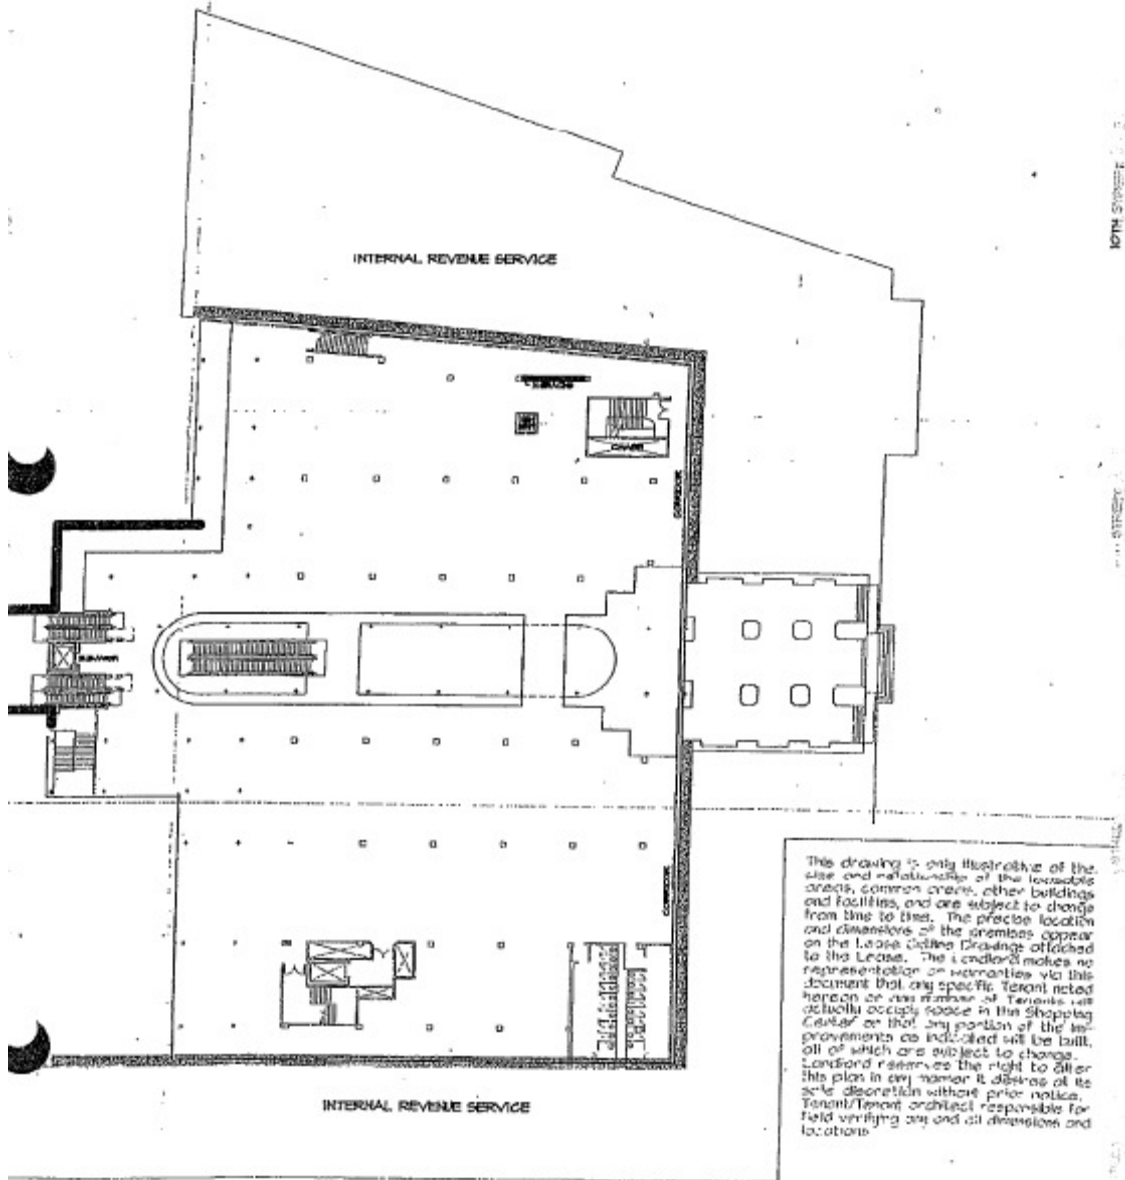 10TH STREET
INTERNAL REVENUE SERVICE
CHASE
CORRIDOR
STREET
ELEVATOR
CORRIDOR
This drawing is only illustrative of the
size and relationship of the leaseable
areas, common areas, other buildings
and facilities, and are subject to change
from time to time. The precise location
and dimensions of the premises appear
on the Lease Outline Drawings attached
to the Lease. The Landlord makes no
representation or warranties via this
document that any specific Tenant noted
hereon or any number of Tenants will
actually occupy space in the Shopping
Center or that any portion of the im-
provements as indicated will be built,
all of which are subject to change.
Landlord reserves the right to alter
this plan in any manner it desires at its
sole discretion without prior notice.
Tenant/Tenant architect responsible for
field verifying any and all dimensions and
locations
INTERNAL REVENUE SERVICE